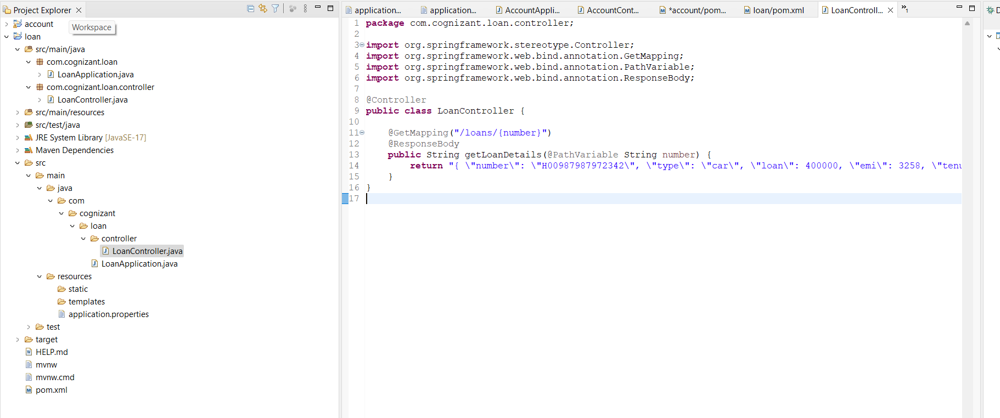 Project Explorer
account
Workspace
loan
src/main/java
com.cognizant.loan
LoanApplication.java
com.cognizant.loan.controller
LoanController.java
src/main/resources
src/test/java
JRE System Library [JavaSE-17]
Maven Dependencies
src
main
java
com
cognizant
loan
controller
LoanController.java
LoanApplication.java
resources
static
templates
application.properties
test
target
HELP.md
mvnw
mvnw.cmd
pom.xml
application... application... AccountAppli... AccountCont... *account/pom... loan/pom.xml LoanControll... »1
1 package com.cognizant.loan.controller;
2
3 import org.springframework.stereotype.Controller;
4 import org.springframework.web.bind.annotation.GetMapping;
5 import org.springframework.web.bind.annotation.PathVariable;
6 import org.springframework.web.bind.annotation.ResponseBody;
7
8 @Controller
9 public class LoanController {
10
11 @GetMapping("/loans/{number}")
12 @ResponseBody
13 public String getLoanDetails(@PathVariable String number) {
14 return "{ \"number\": \"H00987987972342\", \"type\": \"car\", \"loan\": 400000, \"emi\": 3258, \"tenu
15 }
16 }
17